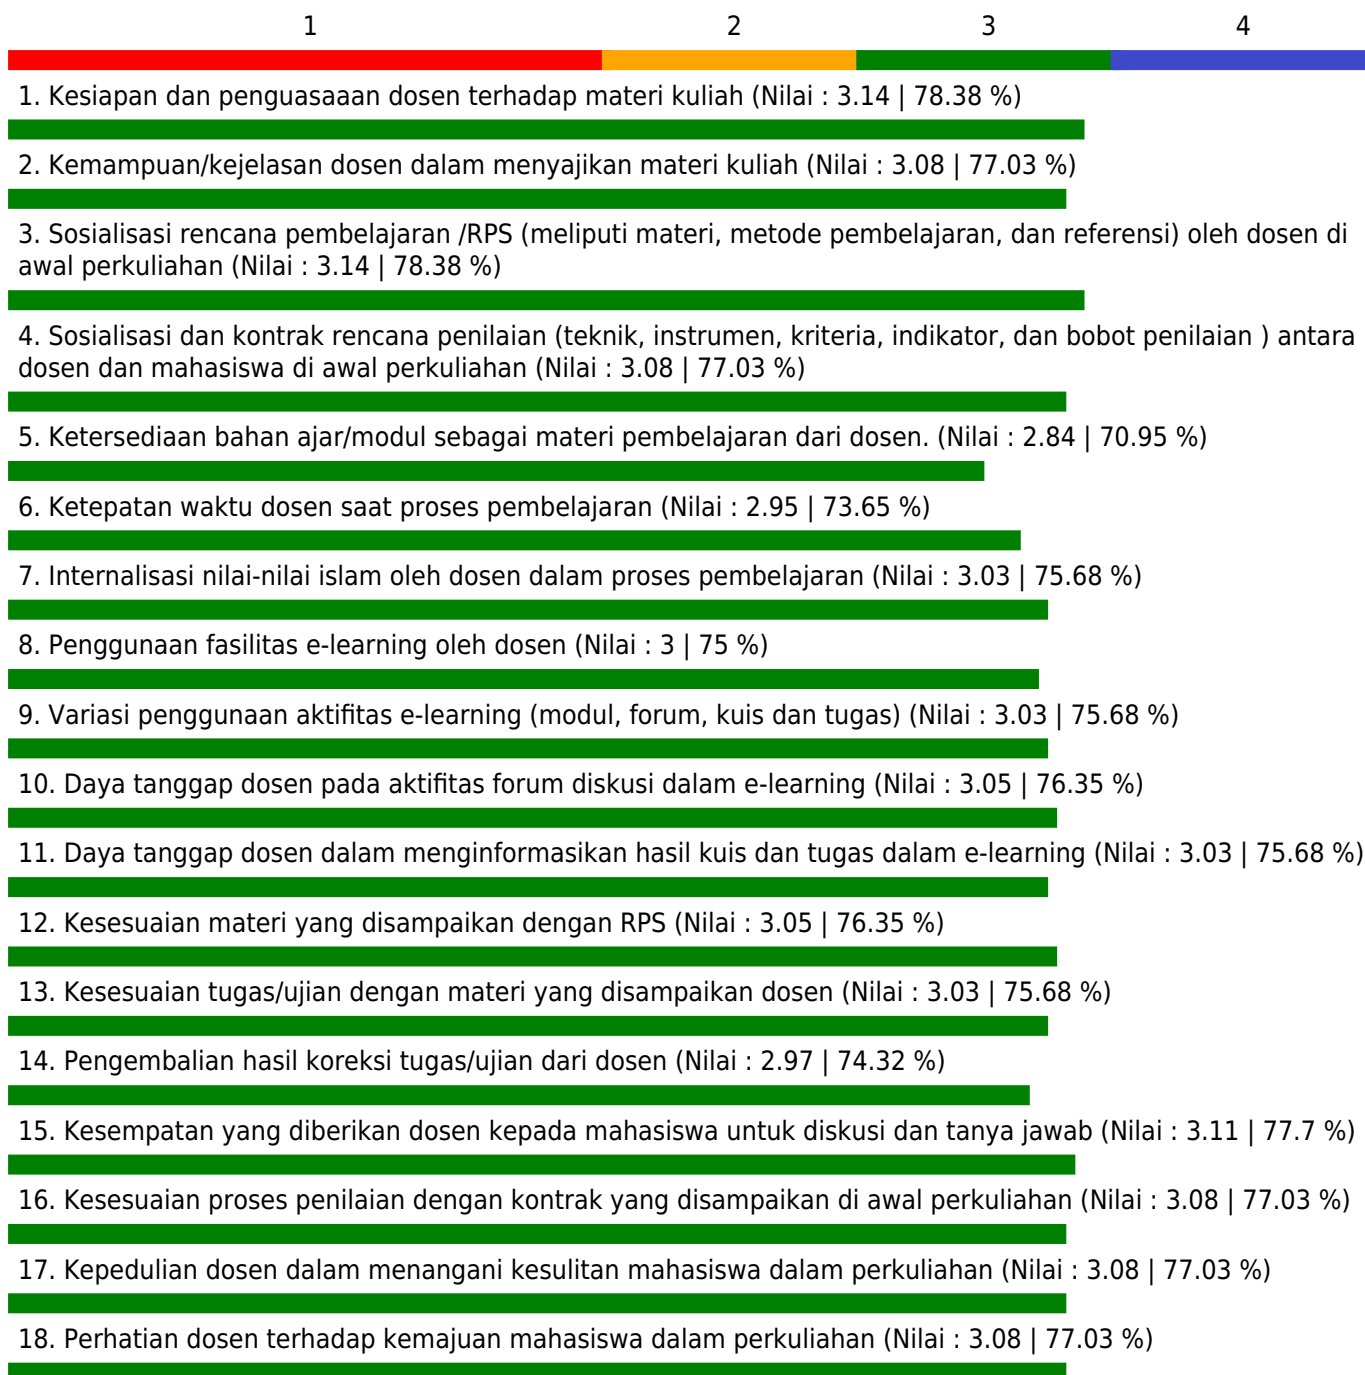 1 2 3 4
1. Kesiapan dan penguasaaan dosen terhadap materi kuliah (Nilai : 3.14 | 78.38 %)
2. Kemampuan/kejelasan dosen dalam menyajikan materi kuliah (Nilai : 3.08 | 77.03 %)
3. Sosialisasi rencana pembelajaran /RPS (meliputi materi, metode pembelajaran, dan referensi) oleh dosen di
awal perkuliahan (Nilai : 3.14 | 78.38 %)
4. Sosialisasi dan kontrak rencana penilaian (teknik, instrumen, kriteria, indikator, dan bobot penilaian ) antara
dosen dan mahasiswa di awal perkuliahan (Nilai : 3.08 | 77.03 %)
5. Ketersediaan bahan ajar/modul sebagai materi pembelajaran dari dosen. (Nilai : 2.84 | 70.95 %)
6. Ketepatan waktu dosen saat proses pembelajaran (Nilai : 2.95 | 73.65 %)
7. Internalisasi nilai-nilai islam oleh dosen dalam proses pembelajaran (Nilai : 3.03 | 75.68 %)
8. Penggunaan fasilitas e-learning oleh dosen (Nilai : 3 | 75 %)
9. Variasi penggunaan aktifitas e-learning (modul, forum, kuis dan tugas) (Nilai : 3.03 | 75.68 %)
10. Daya tanggap dosen pada aktifitas forum diskusi dalam e-learning (Nilai : 3.05 | 76.35 %)
11. Daya tanggap dosen dalam menginformasikan hasil kuis dan tugas dalam e-learning (Nilai : 3.03 | 75.68 %)
12. Kesesuaian materi yang disampaikan dengan RPS (Nilai : 3.05 | 76.35 %)
13. Kesesuaian tugas/ujian dengan materi yang disampaikan dosen (Nilai : 3.03 | 75.68 %)
14. Pengembalian hasil koreksi tugas/ujian dari dosen (Nilai : 2.97 | 74.32 %)
15. Kesempatan yang diberikan dosen kepada mahasiswa untuk diskusi dan tanya jawab (Nilai : 3.11 | 77.7 %)
16. Kesesuaian proses penilaian dengan kontrak yang disampaikan di awal perkuliahan (Nilai : 3.08 | 77.03 %)
17. Kepedulian dosen dalam menangani kesulitan mahasiswa dalam perkuliahan (Nilai : 3.08 | 77.03 %)
18. Perhatian dosen terhadap kemajuan mahasiswa dalam perkuliahan (Nilai : 3.08 | 77.03 %)